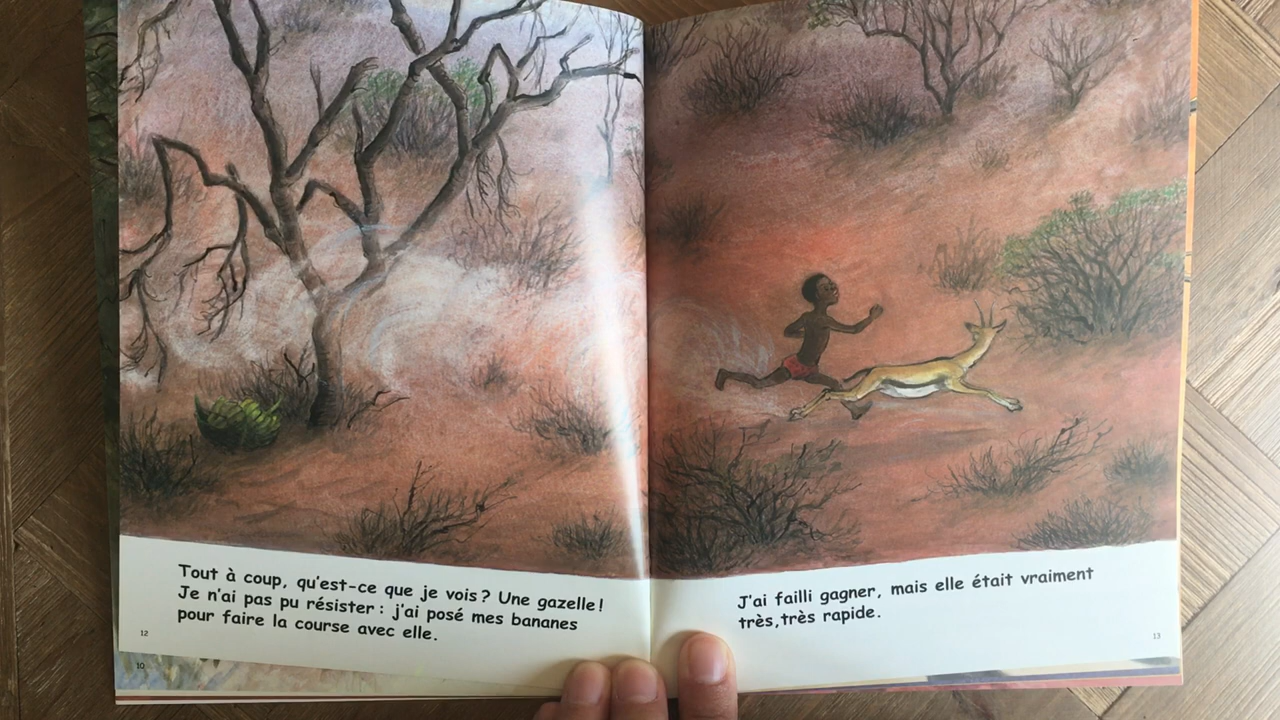 Tout à coup, qu'est-ce que je vois ? Une gazelle !
Je n'ai pas pu résister : j'ai posé mes bananes
pour faire la course avec elle.
12
10
J'ai failli gagner, mais elle était vraiment
très,très rapide.
13